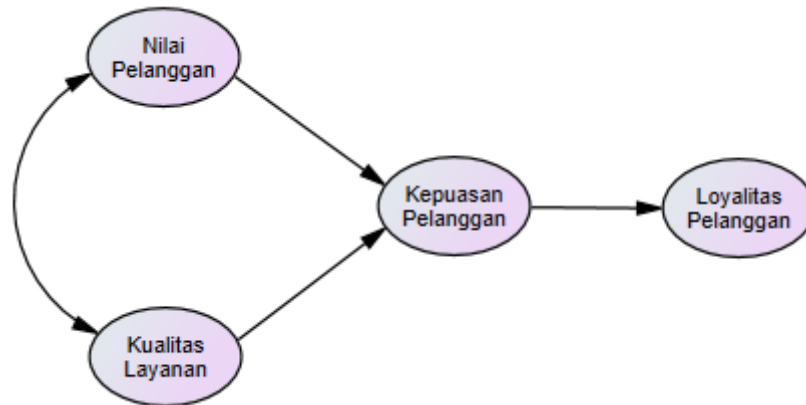 Nilai
Pelanggan
Kepuasan
Pelanggan
Loyalitas
Pelanggan
Kualitas
Layanan